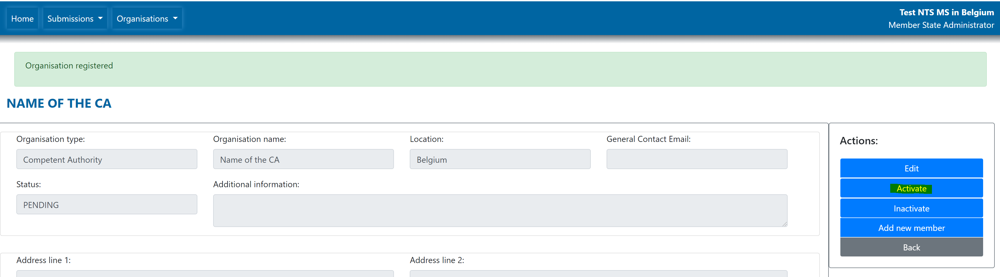 Home Submissions Organisations
Test NTS MS in Belgium
Member State Administrator
Organisation registered
NAME OF THE CA
Organisation type: Organisation name: Location: General Contact Email:
Competent Authority Name of the CA Belgium
Status: Additional information:
PENDING
Address line 1: Address line 2:
Actions:
Edit
Activate
Inactivate
Add new member
Back